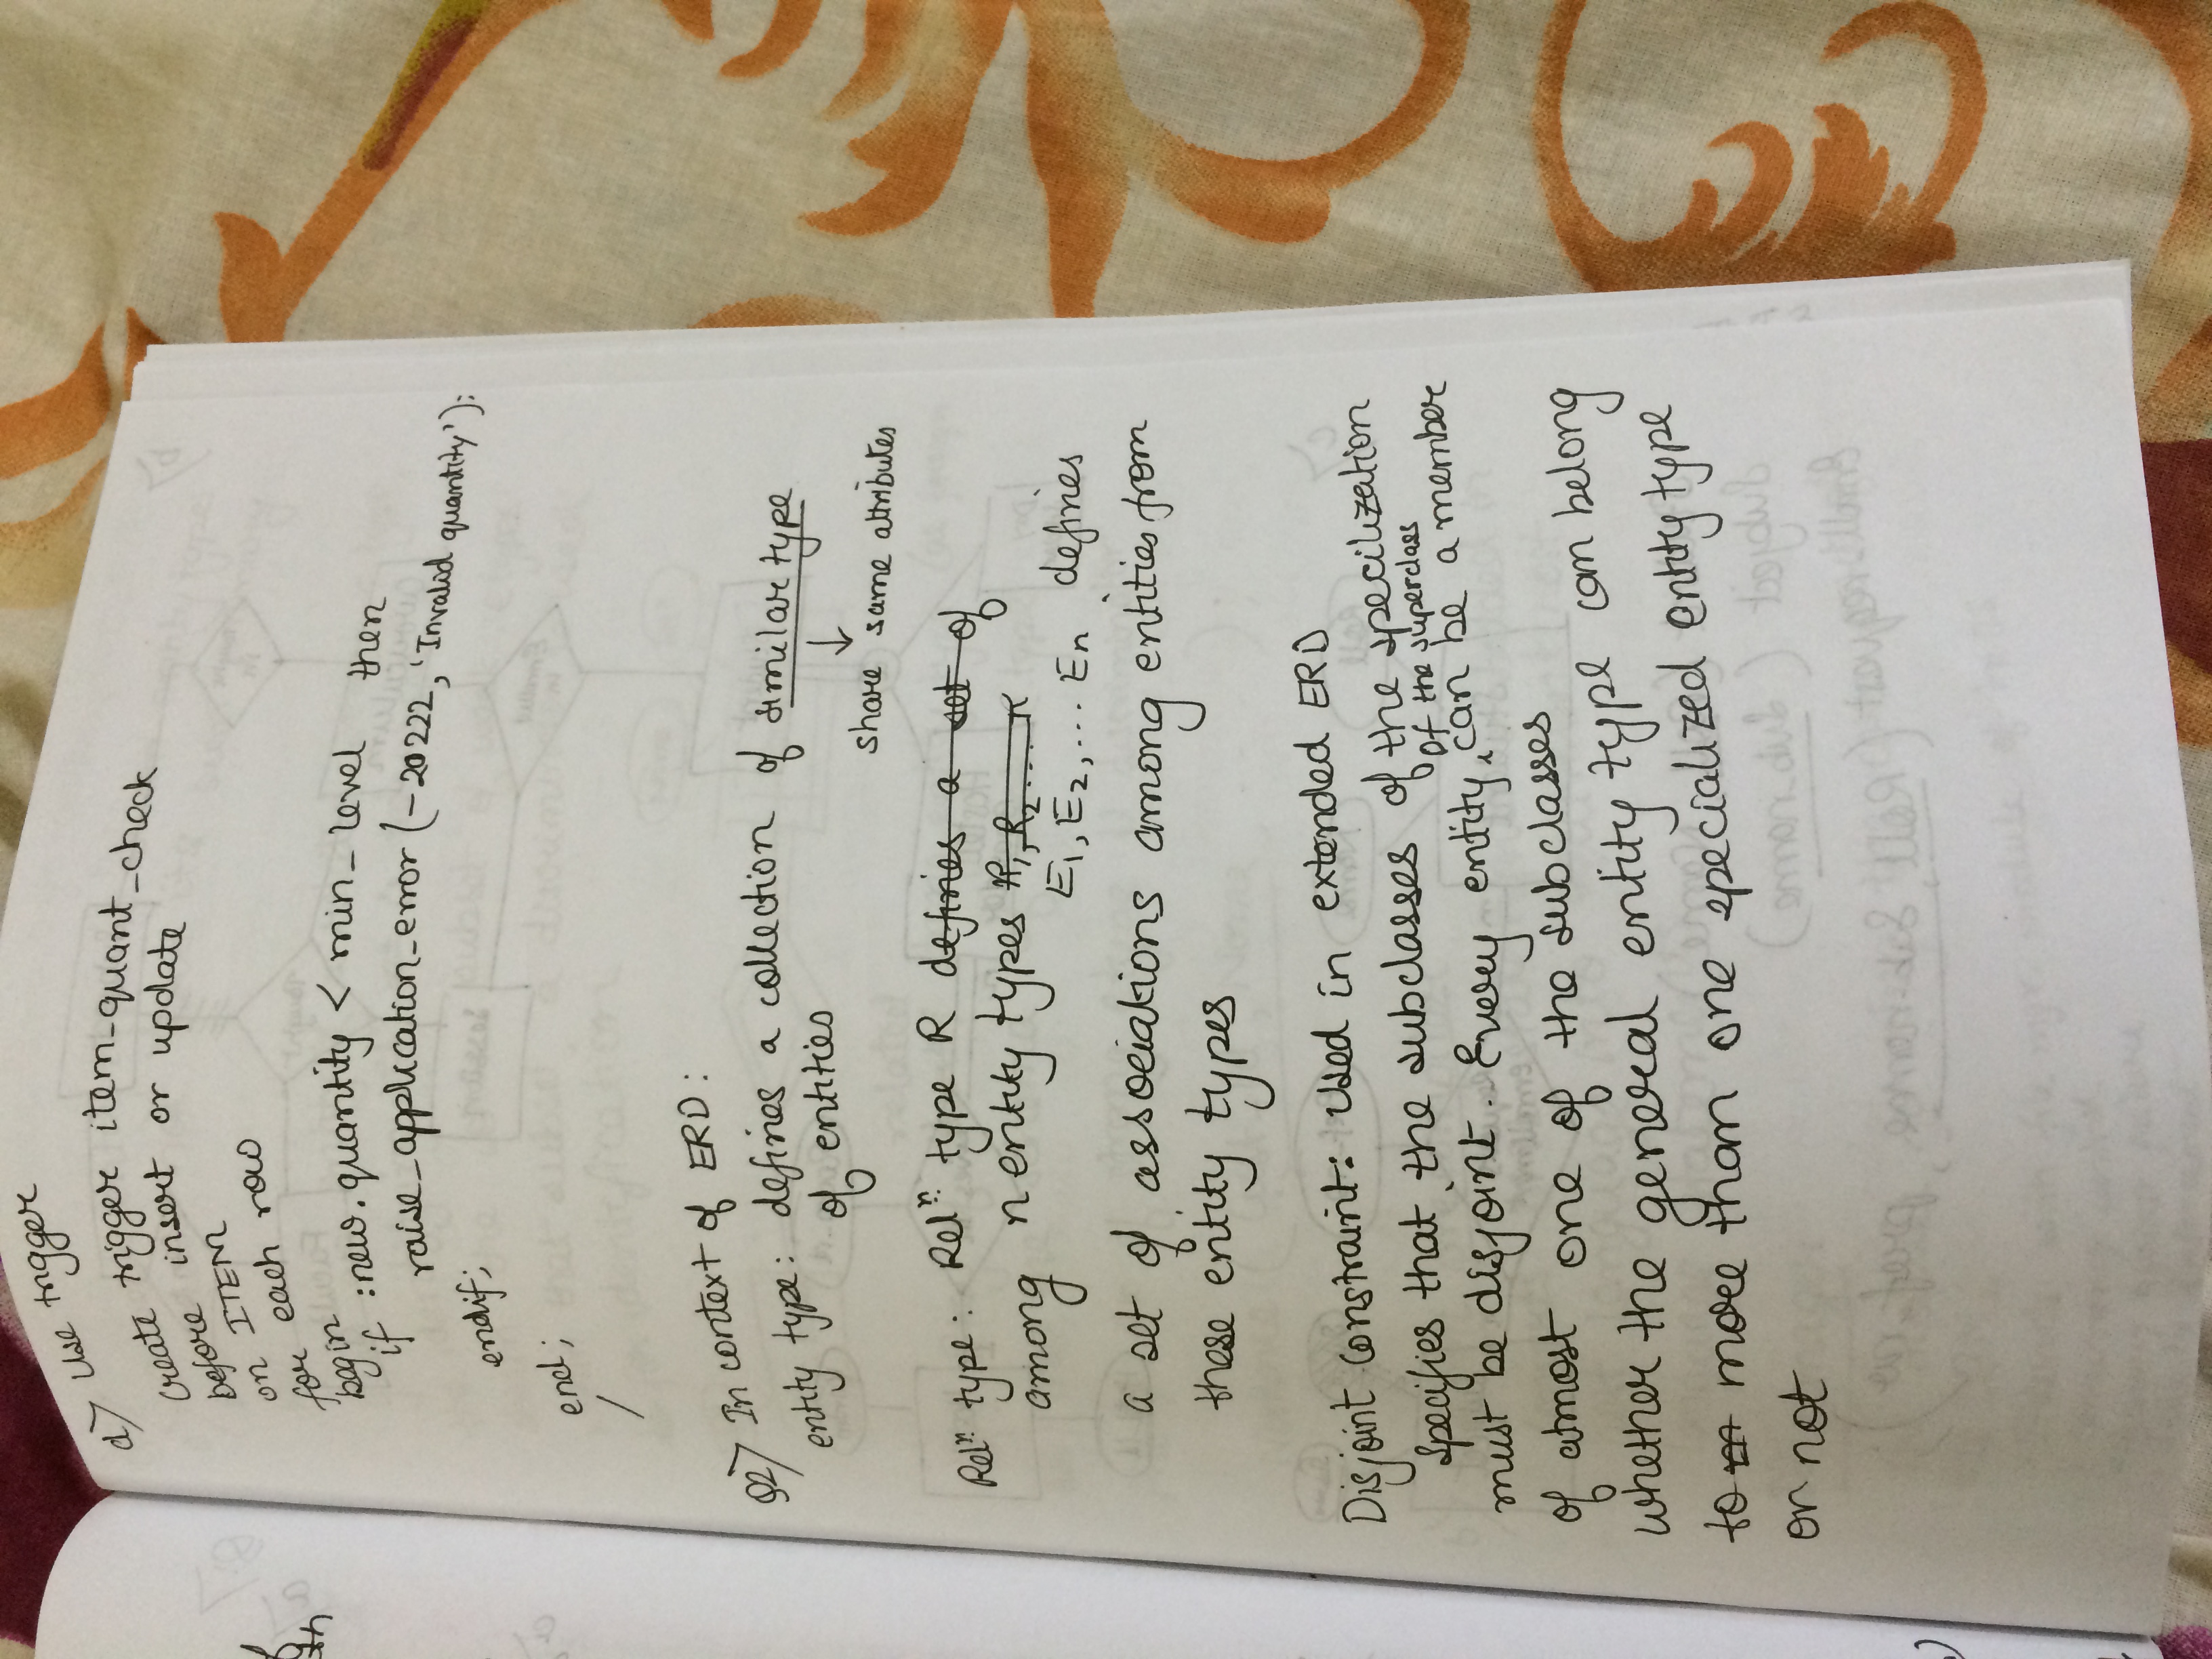 d) Use trigger
create trigger item_quant_check
before insert or update
on ITEM
for each row
begin
if :new.quantity < min_level then
raise_application_error (-20222, 'Invalid quantity');
endif;
end;
/
Q2) In context of ERD:
entity type: defines a collection of similar type
of entities
↓
share same attributes
Relⁿ type: Relⁿ type R defines a set of
among n entity types R1, R2...
E1, E2, ... En defines
a set of associations among entities from
these entity types
Disjoint constraint: Used in extended ERD
Specifies that the subclasses of the specilization
of the superclass
must be disjoint. Every entity can be a member
of atmost one of the subclasses
whether the general entity type can belong
to more than one specialized entity type
or not